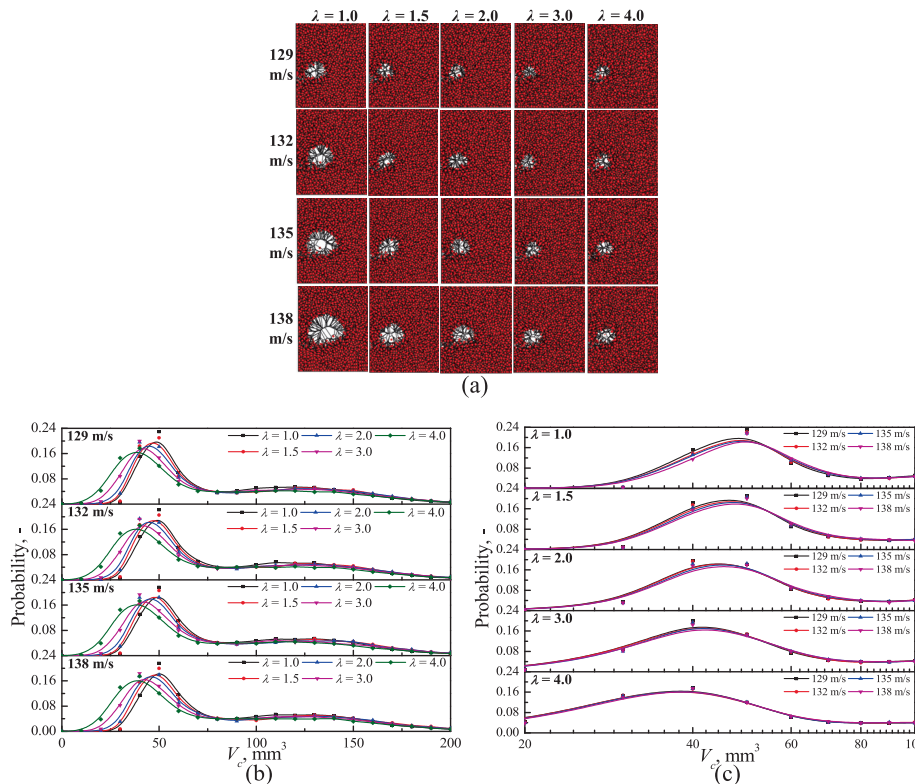 λ = 1.0 λ = 1.5 λ = 2.0 λ = 3.0 λ = 4.0
129 m/s
132 m/s
135 m/s
138 m/s
(a)
Probability, -
129 m/s
λ = 1.0 λ = 2.0 λ = 4.0
λ = 1.5 λ = 3.0
0.24
0.16
0.08
0.24
132 m/s
λ = 1.0 λ = 2.0 λ = 4.0
λ = 1.5 λ = 3.0
0.16
0.08
0.24
135 m/s
λ = 1.0 λ = 2.0 λ = 4.0
λ = 1.5 λ = 3.0
0.16
0.08
0.24
138 m/s
λ = 1.0 λ = 2.0 λ = 4.0
λ = 1.5 λ = 3.0
0.16
0.08
0.00
0 50 100 150 200
V_c, mm³
(b)
Probability, -
0.24
λ = 1.0
129 m/s 135 m/s
132 m/s 138 m/s
0.16
0.08
0.24
λ = 1.5
129 m/s 135 m/s
132 m/s 138 m/s
0.16
0.08
0.24
λ = 2.0
129 m/s 135 m/s
132 m/s 138 m/s
0.16
0.08
0.24
λ = 3.0
129 m/s 135 m/s
132 m/s 138 m/s
0.16
0.08
0.24
λ = 4.0
129 m/s 135 m/s
132 m/s 138 m/s
0.16
0.08
0.00
20 40 60 80
V_c, mm³
(c)